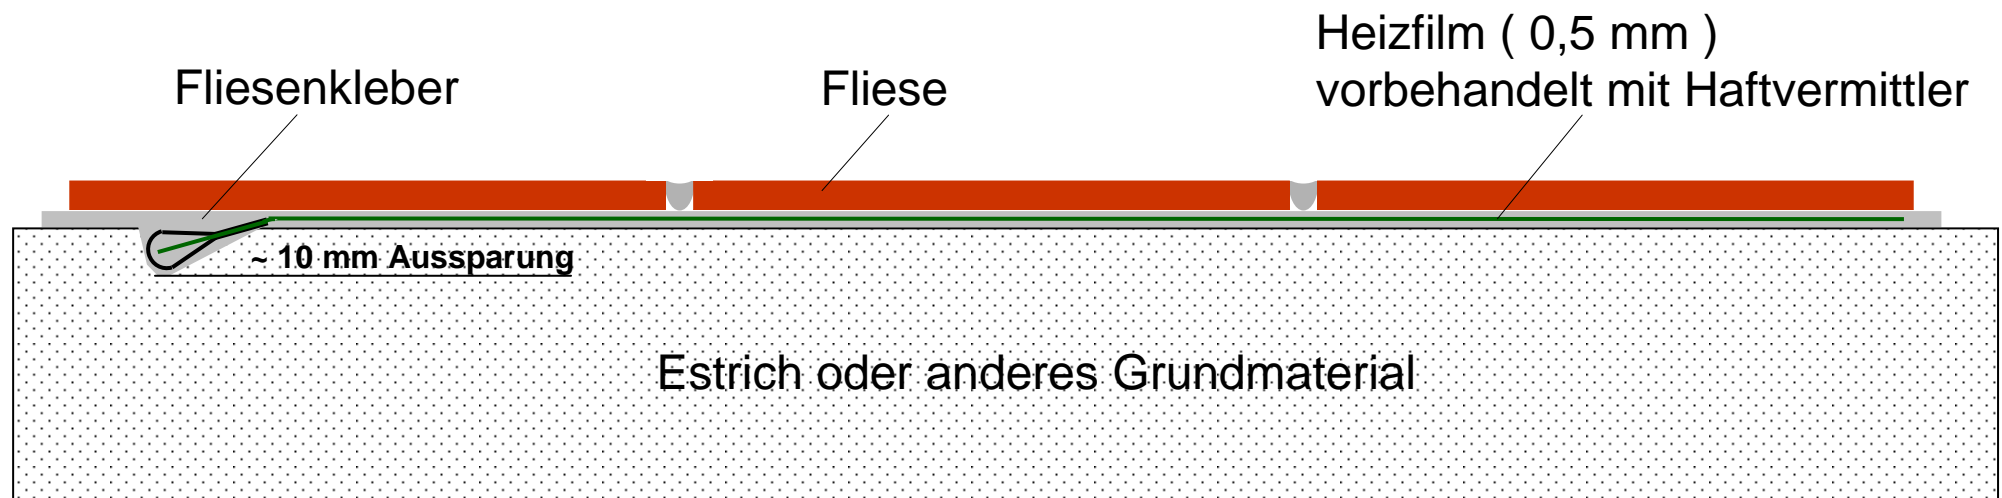 Heizfilm ( 0,5 mm )
vorbehandelt mit Haftvermittler
Fliesenkleber
Fliese
~ 10 mm Aussparung
Estrich oder anderes Grundmaterial